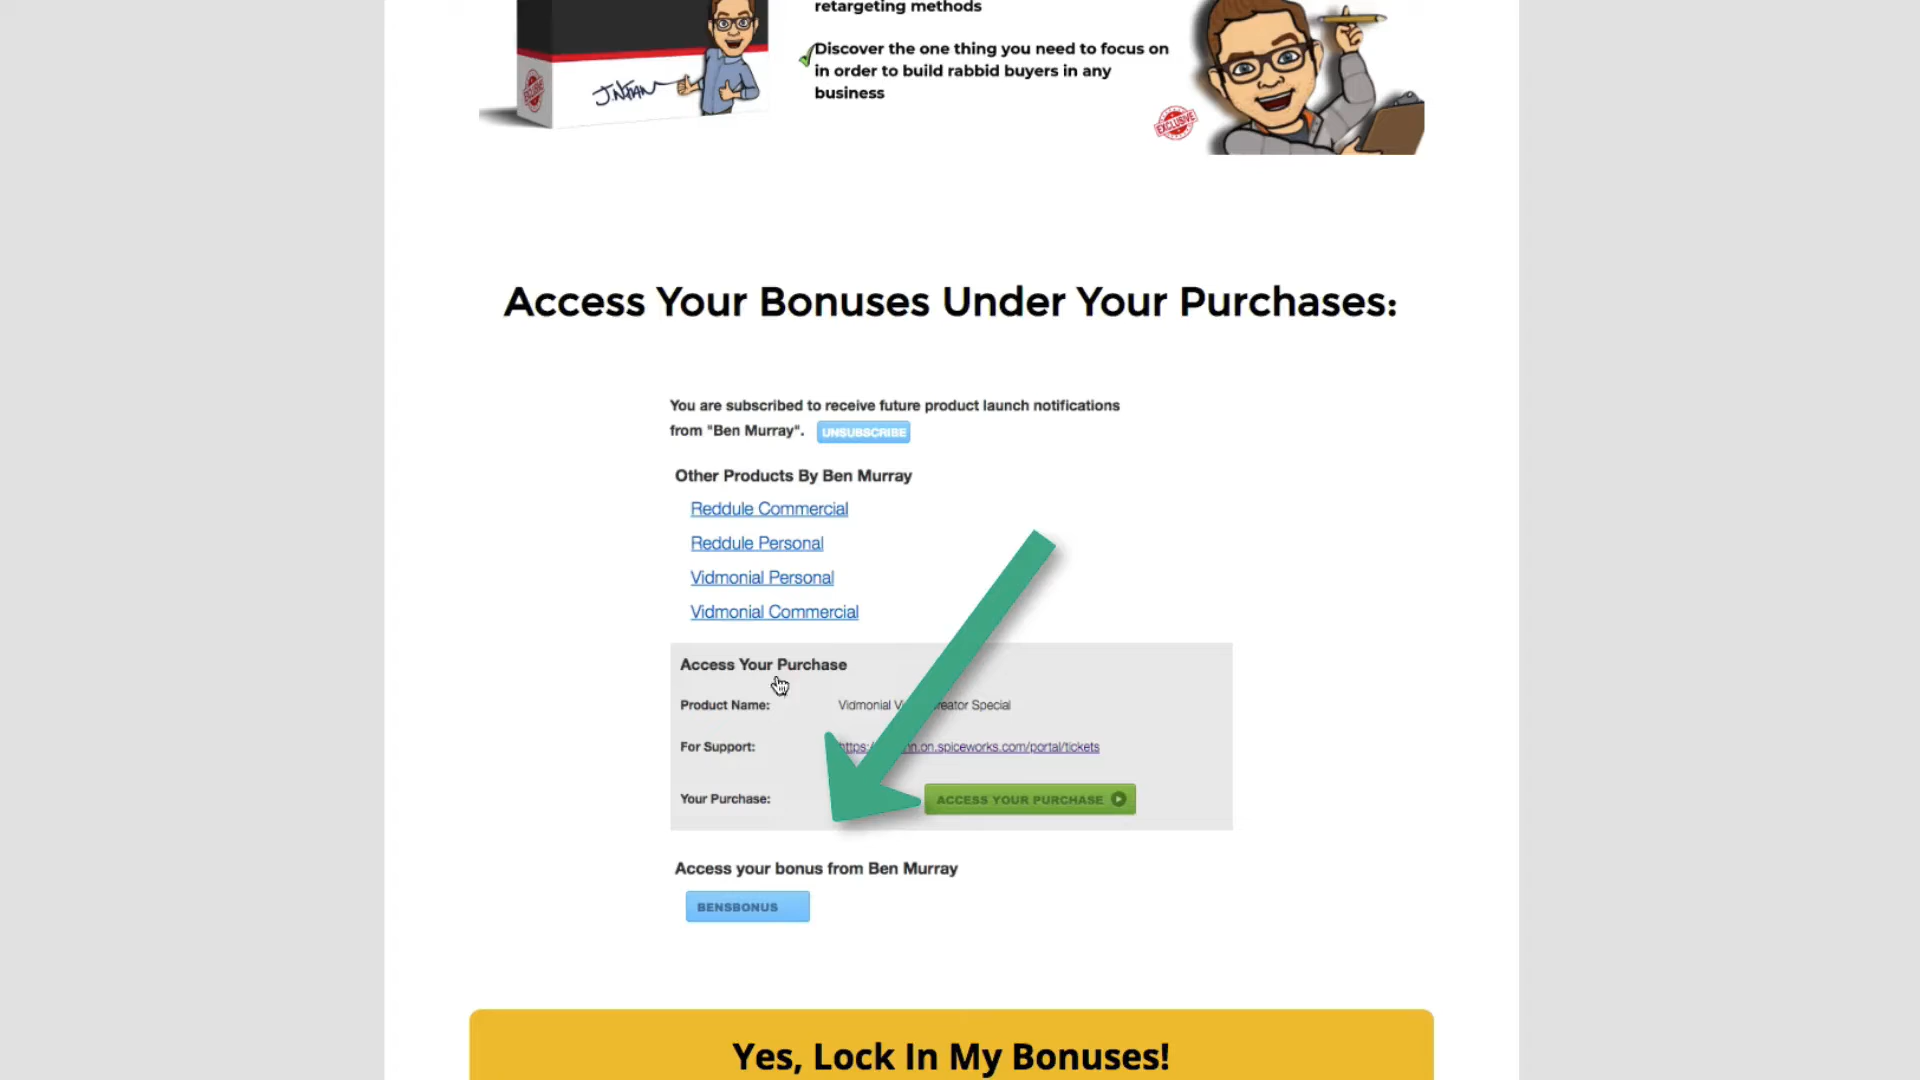 retargeting methods
Discover the one thing you need to focus on
in order to build rabbid buyers in any
business
J.Nathan
EXCLUSIVE
EXCLUSIVE
Access Your Bonuses Under Your Purchases:
You are subscribed to receive future product launch notifications
from "Ben Murray". UNSUBSCRIBE
Other Products By Ben Murray
Reddule Commercial
Reddule Personal
Vidmonial Personal
Vidmonial Commercial
Access Your Purchase
Product Name: Vidmonial V eator Special
For Support: https:/ n.on.spiceworks.com/portal/tickets
Your Purchase: ACCESS YOUR PURCHASE
Access your bonus from Ben Murray
BENSBONUS
Yes, Lock In My Bonuses!